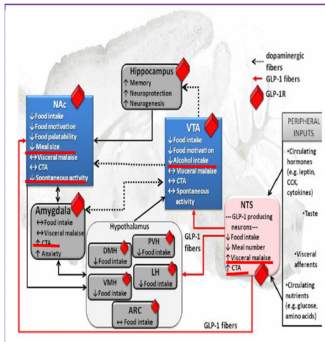 Hippocampus
↑ Memory
↑ Neuroprotection
↑ Neurogenesis
dopaminergic
fibers
GLP-1 fibers
GLP-1R
NAc
↓Food intake
↓Food motivation
↓Food palatability
↓Meal size
↔Visceral malaise
↔ CTA
↓ Spontaneous activity
VTA
↓Food intake
↓Food motivation
↓Alcohol intake
↔Visceral malaise
↔ CTA
↔ Spontaneous
activity
PERIPHERAL
INPUTS
•Circulating
hormones
(e.g. leptin,
CCK,
cytokines)
•Taste
•Visceral
afferents
•Circulating
nutrients
(e.g. glucose,
amino acids)
NTS
--- GLP-1 producing
neurons---
↓ Food intake
↓ Meal number
↑ Visceral malaise
↑ CTA
Amygdala
↔Food intake
↔Visceral malaise
↑ CTA
↑ Anxiety
Hypothalamus
DMH
↓Food intake
PVH
↓Food intake
VMH
↓Food intake
LH
↓Food intake
ARC
↔ Food intake
GLP-1
fibers
GLP-1 fibers